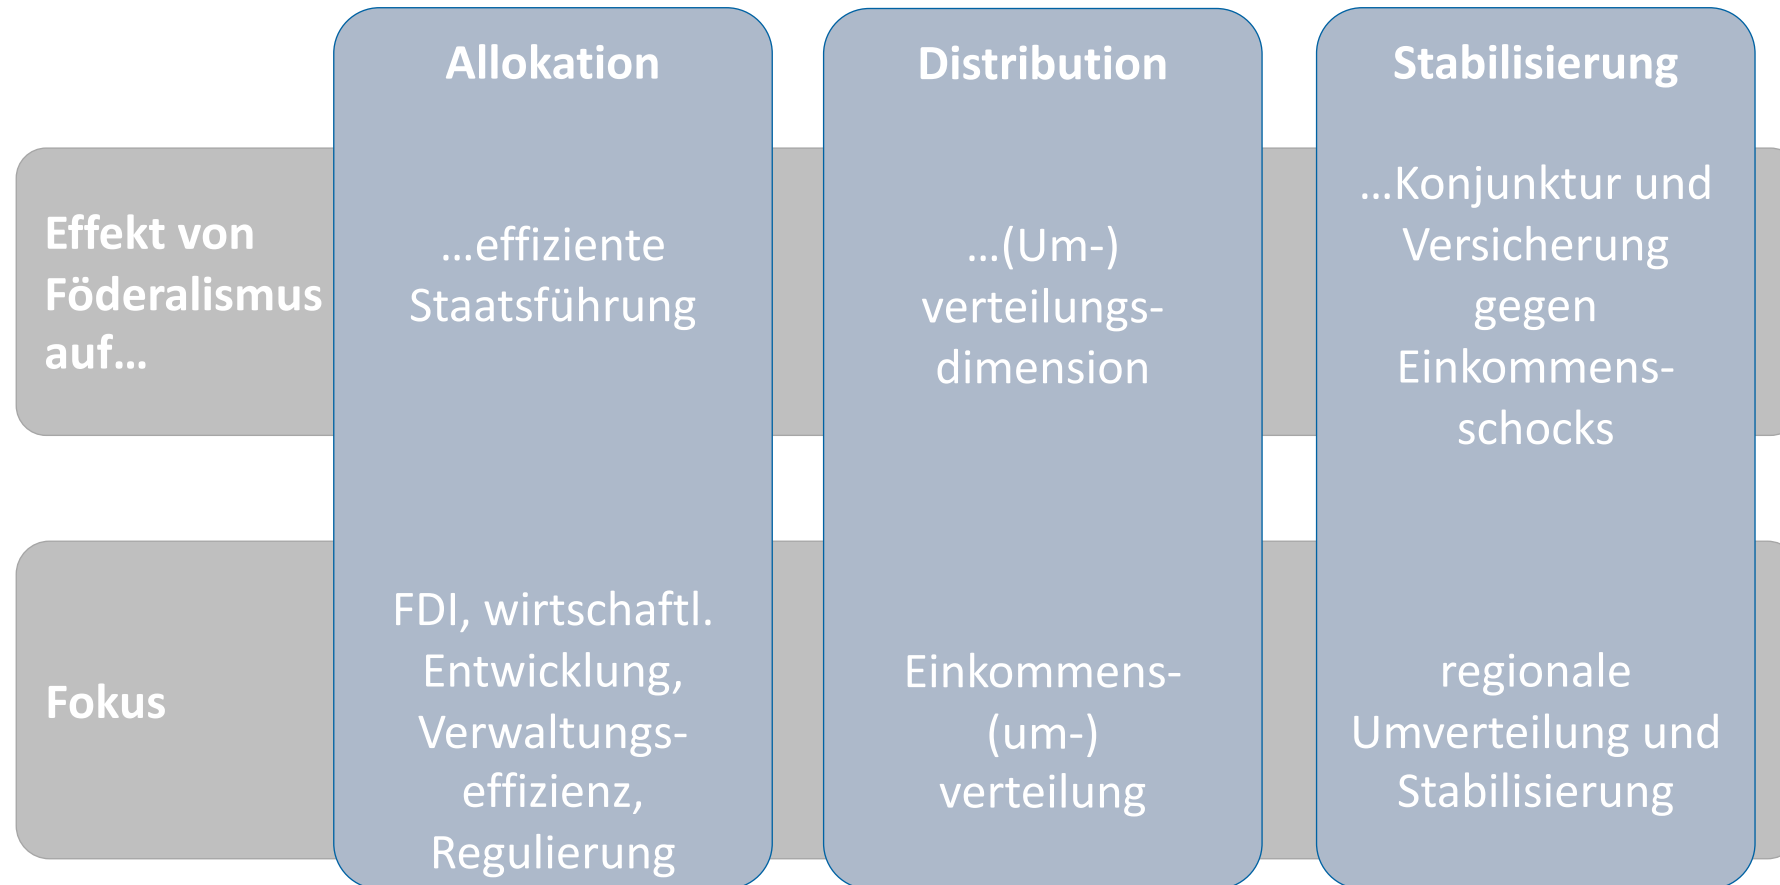 Allokation
Distribution
Stabilisierung
Effekt von
Föderalismus
auf…
…effiziente
Staatsführung
…(Um-)
verteilungs-
dimension
…Konjunktur und
Versicherung
gegen
Einkommens-
schocks
Fokus
FDI, wirtschaftl.
Entwicklung,
Verwaltungs-
effizienz,
Regulierung
Einkommens-
(um-)
verteilung
regionale
Umverteilung und
Stabilisierung